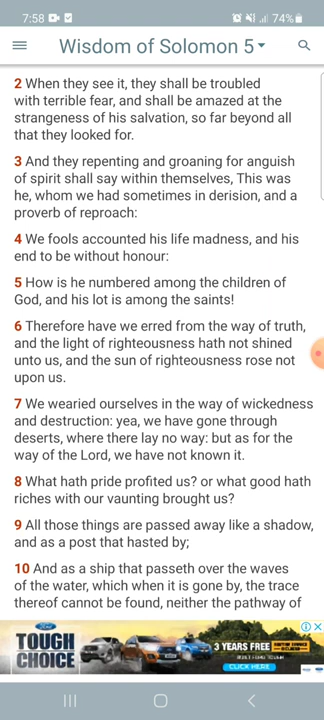 7:58
74%
Wisdom of Solomon 5
2 When they see it, they shall be troubled
with terrible fear, and shall be amazed at the
strangeness of his salvation, so far beyond all
that they looked for.
3 And they repenting and groaning for anguish
of spirit shall say within themselves, This was
he, whom we had sometimes in derision, and a
proverb of reproach:
4 We fools accounted his life madness, and his
end to be without honour:
5 How is he numbered among the children of
God, and his lot is among the saints!
6 Therefore have we erred from the way of truth,
and the light of righteousness hath not shined
unto us, and the sun of righteousness rose not
upon us.
7 We wearied ourselves in the way of wickedness
and destruction: yea, we have gone through
deserts, where there lay no way: but as for the
way of the Lord, we have not known it.
8 What hath pride profited us? or what good hath
riches with our vaunting brought us?
9 All those things are passed away like a shadow,
and as a post that hasted by;
10 And as a ship that passeth over the waves
of the water, which when it is gone by, the trace
thereof cannot be found, neither the pathway of
Ford
TOUGH
CHOICE
3 YEARS FREE
CLICK HERE